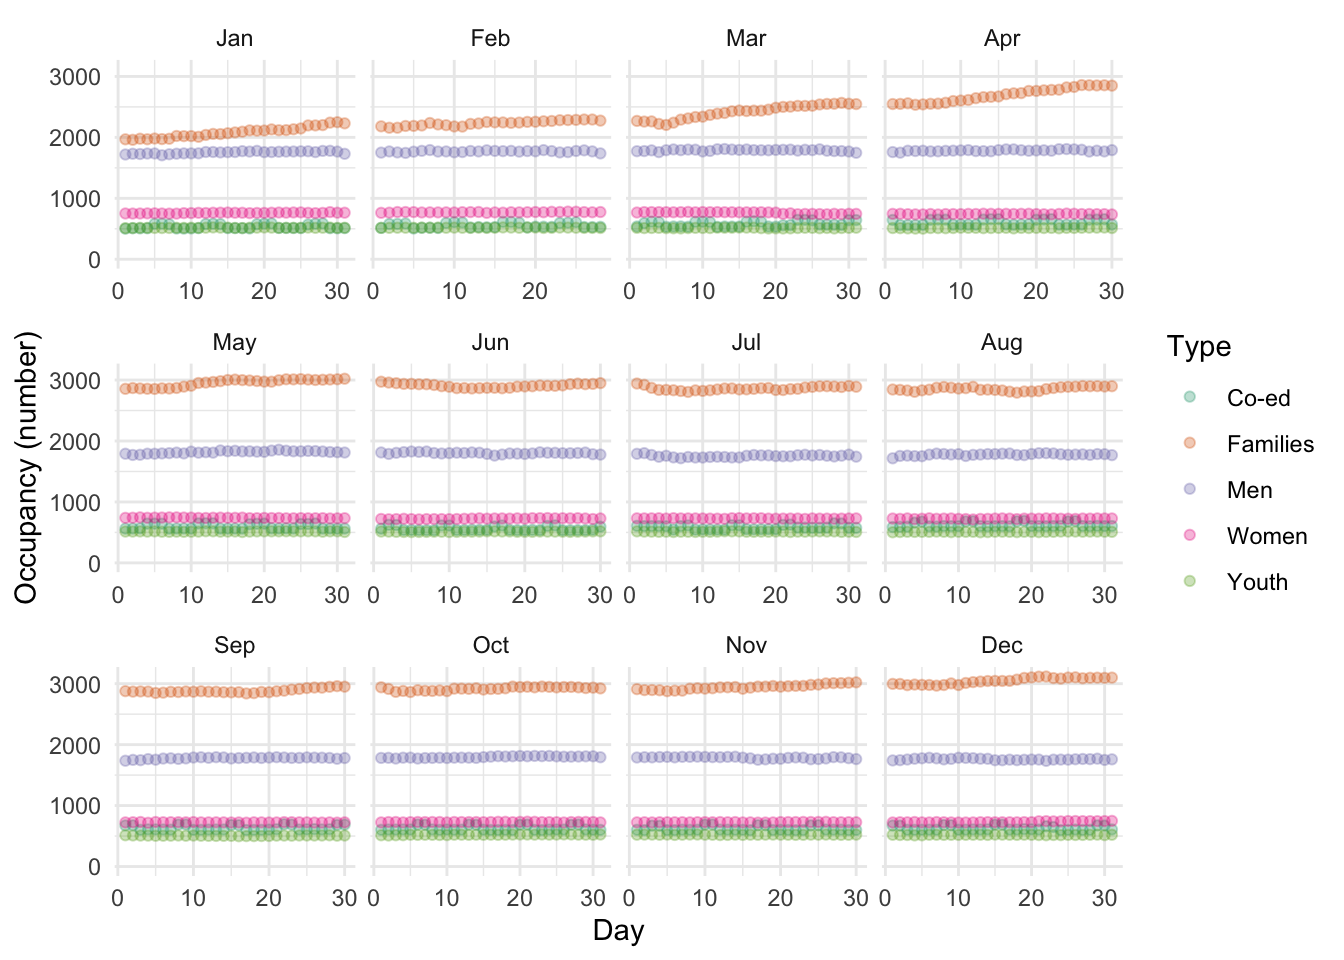 Jan Feb Mar Apr
3000
2000
1000
0
0 10 20 30 0 10 20 0 10 20 30 0 10 20 30
May Jun Jul Aug
3000
2000
1000
0
0 10 20 30 0 10 20 30 0 10 20 30 0 10 20 30
Sep Oct Nov Dec
3000
2000
1000
0
0 10 20 30 0 10 20 30 0 10 20 30 0 10 20 30
Day
Occupancy (number)
Type
Co-ed
Families
Men
Women
Youth